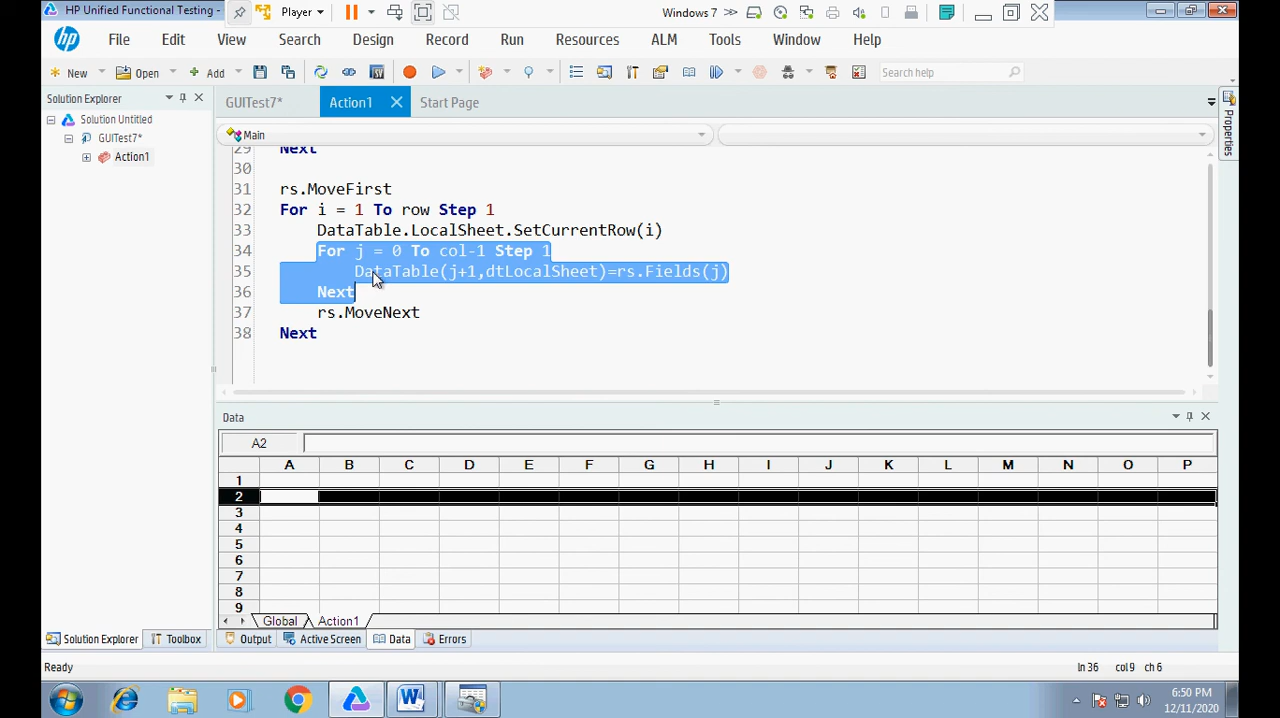 HP Unified Functional Testing -
Player
Windows 7
hp
File Edit View Search Design Record Run Resources ALM Tools Window Help
New Open Add Search help
Solution Explorer
GUITest7* Action1 Start Page
Properties
Solution Untitled
GUITest7*
Action1
Main
29 Next
30
31 rs.MoveFirst
32 For i = 1 To row Step 1
33 DataTable.LocalSheet.SetCurrentRow(i)
34 For j = 0 To col-1 Step 1
35 DataTable(j+1,dtLocalSheet)=rs.Fields(j)
36 Next
37 rs.MoveNext
38 Next
Data
A2
A B C D E F G H I J K L M N O P
1
2
3
4
5
6
7
8
9
Global Action1
Solution Explorer Toolbox Output Active Screen Data Errors
Ready ln 36 col 9 ch 6
6:50 PM
12/11/2020